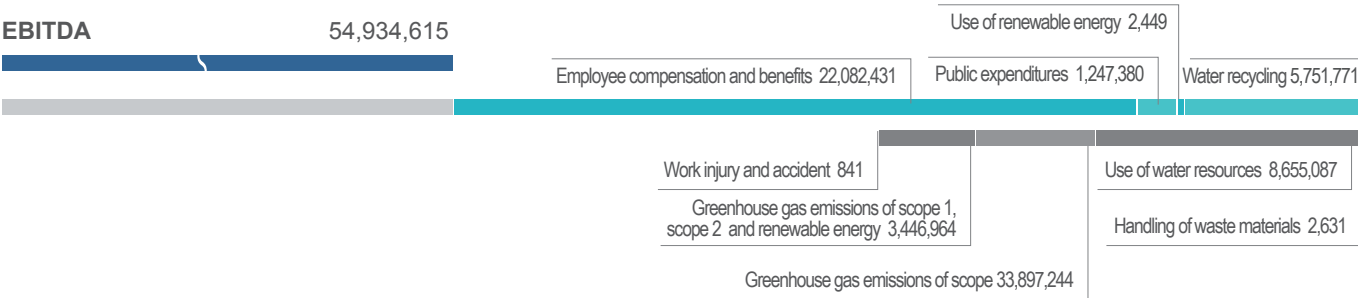 Use of renewable energy 2,449
EBITDA 54,934,615
Employee compensation and benefits 22,082,431
Public expenditures 1,247,380
Water recycling 5,751,771
Work injury and accident 841
Use of water resources 8,655,087
Greenhouse gas emissions of scope 1,
scope 2 and renewable energy 3,446,964
Handling of waste materials 2,631
Greenhouse gas emissions of scope 33,897,244